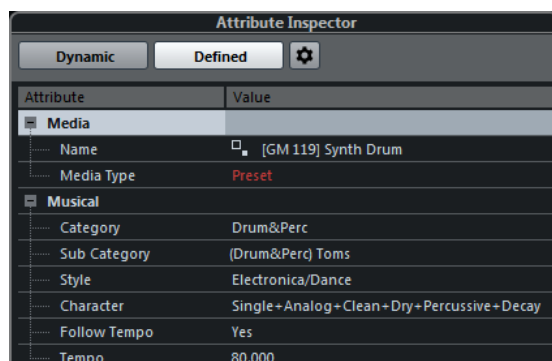 Attribute Inspector
Dynamic Defined
Attribute Value
Media
Name [GM 119] Synth Drum
Media Type Preset
Musical
Category Drum&Perc
Sub Category (Drum&Perc) Toms
Style Electronica/Dance
Character Single+Analog+Clean+Dry+Percussive+Decay
Follow Tempo Yes
Tempo 80.000